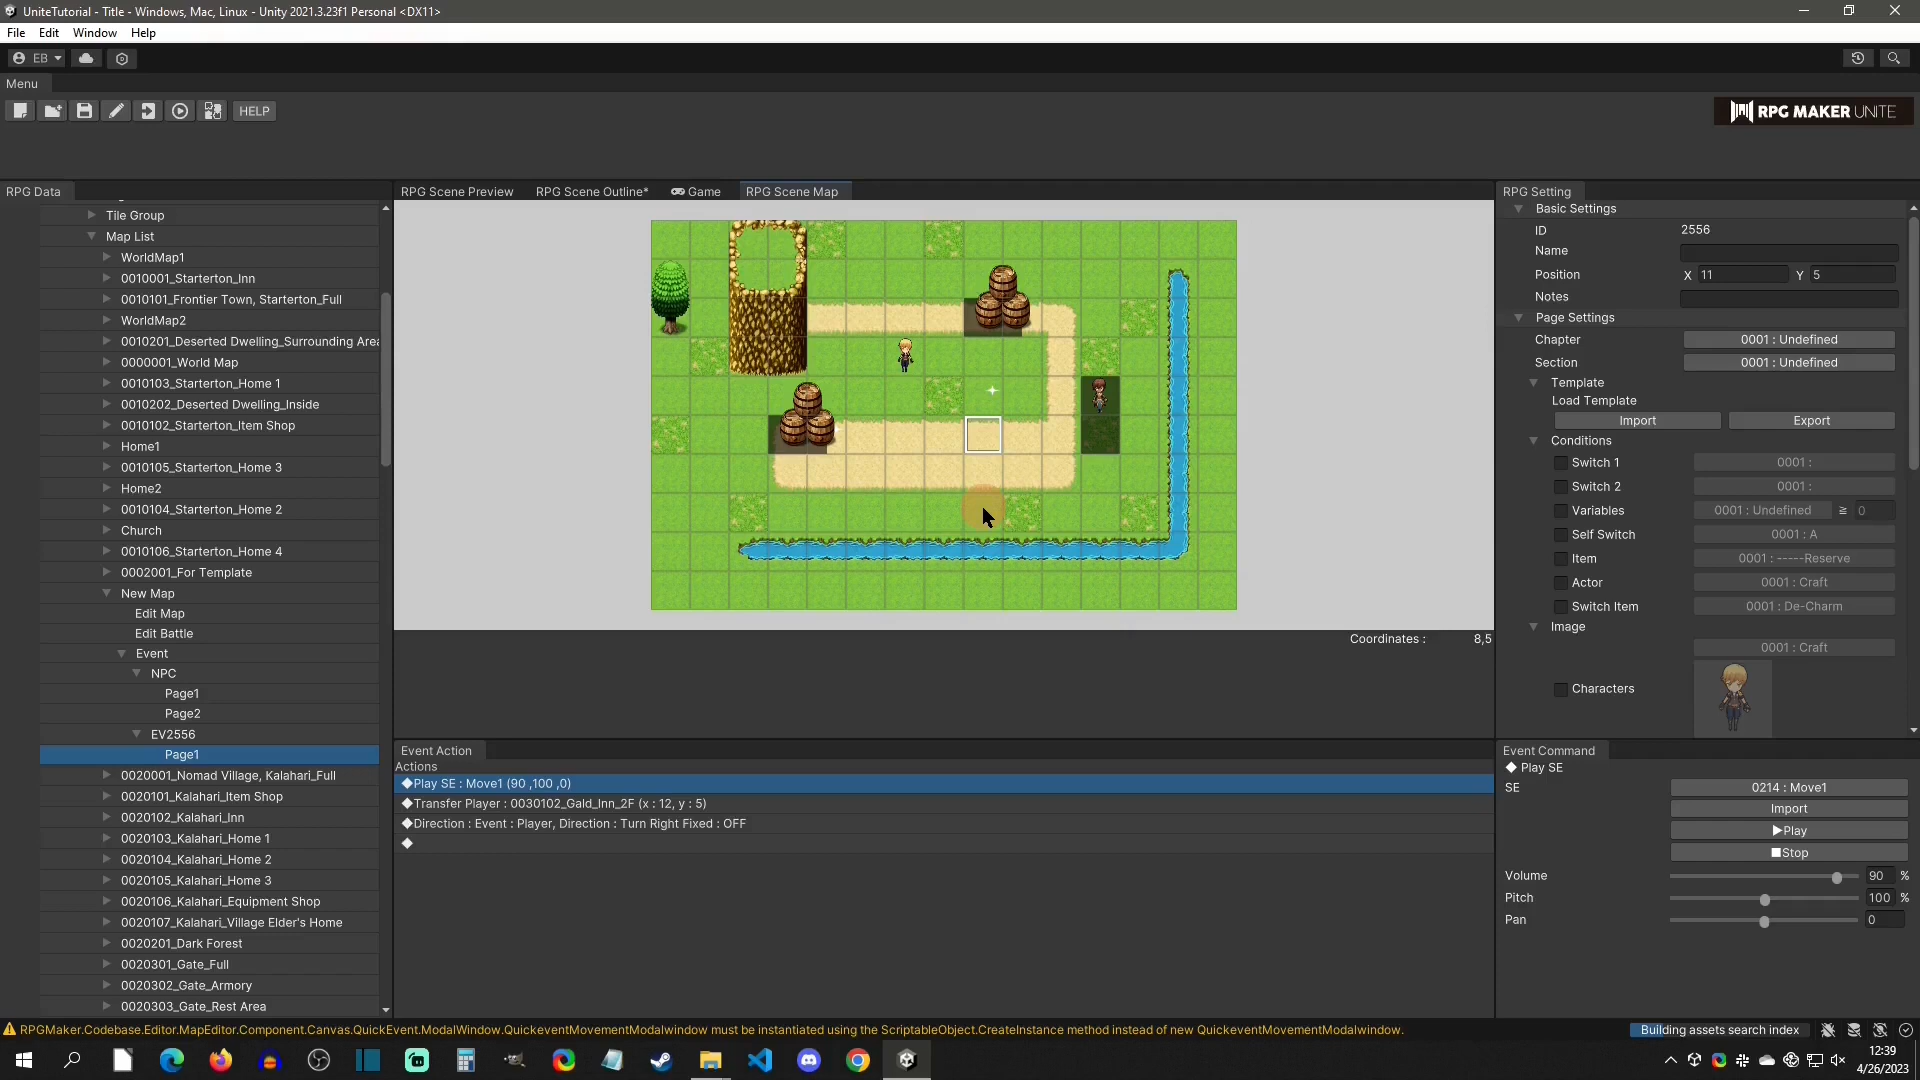 UniteTutorial - Title - Windows, Mac, Linux - Unity 2021.3.23f1 Personal <DX11>
File Edit Window Help
EB
Menu
HELP
RPG MAKER UNITE
RPG Data
Tile Group
Map List
WorldMap1
0010001_Starterton_Inn
0010101_Frontier Town, Starterton_Full
WorldMap2
0010201_Deserted Dwelling_Surrounding Area
0000001_World Map
0010103_Starterton_Home 1
0010202_Deserted Dwelling_Inside
0010102_Starterton_Item Shop
Home1
0010105_Starterton_Home 3
Home2
0010104_Starterton_Home 2
Church
0010106_Starterton_Home 4
0002001_For Template
New Map
Edit Map
Edit Battle
Event
NPC
Page1
Page2
EV2556
Page1
0020001_Nomad Village, Kalahari_Full
0020101_Kalahari_Item Shop
0020102_Kalahari_Inn
0020103_Kalahari_Home 1
0020104_Kalahari_Home 2
0020105_Kalahari_Home 3
0020106_Kalahari_Equipment Shop
0020107_Kalahari_Village Elder's Home
0020201_Dark Forest
0020301_Gate_Full
0020302_Gate_Armory
0020303_Gate_Rest Area
RPG Scene Preview RPG Scene Outline* Game RPG Scene Map
Coordinates : 8,5
Event Action
Actions
◆Play SE : Move1 (90 ,100 ,0)
◆Transfer Player : 0030102_Gald_Inn_2F (x : 12, y : 5)
◆Direction : Event : Player, Direction : Turn Right Fixed : OFF
◆
RPG Setting
Basic Settings
ID 2556
Name
Position X 11 Y 5
Notes
Page Settings
Chapter 0001 : Undefined
Section 0001 : Undefined
Template
Load Template
Import Export
Conditions
Switch 1 0001 :
Switch 2 0001 :
Variables 0001 : Undefined ≥ 0
Self Switch 0001 : A
Item 0001 : -----Reserve
Actor 0001 : Craft
Switch Item 0001 : De-Charm
Image
0001 : Craft
Characters
Event Command
◆ Play SE
SE 0214 : Move1
Import
▶Play
■Stop
Volume 90 %
Pitch 100 %
Pan 0
RPGMaker.Codebase.Editor.MapEditor.Component.Canvas.QuickEvent.ModalWindow.QuickeventMovementModalwindow must be instantiated using the ScriptableObject.CreateInstance method instead of new QuickeventMovementModalwindow.
Building assets search index
12:39
4/26/2023